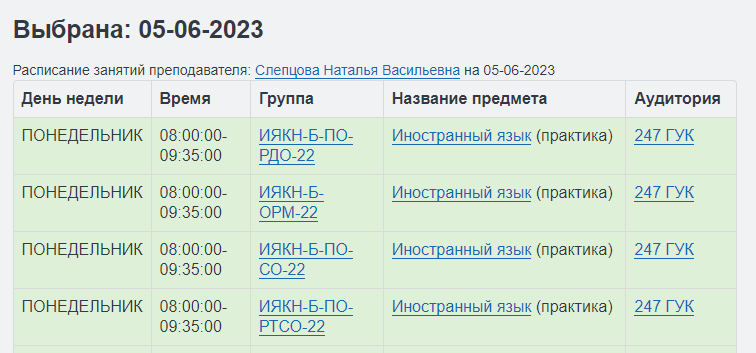 Выбрана: 05-06-2023
Расписание занятий преподавателя: Слепцова Наталья Васильевна на 05-06-2023
День недели Время Группа Название предмета Аудитория
ПОНЕДЕЛЬНИК 08:00:00- ИЯКН-Б-ПО- Иностранный язык (практика) 247 ГУК
09:35:00 РДО-22
ПОНЕДЕЛЬНИК 08:00:00- ИЯКН-Б- Иностранный язык (практика) 247 ГУК
09:35:00 ОРМ-22
ПОНЕДЕЛЬНИК 08:00:00- ИЯКН-Б-ПО- Иностранный язык (практика) 247 ГУК
09:35:00 СО-22
ПОНЕДЕЛЬНИК 08:00:00- ИЯКН-Б-ПО- Иностранный язык (практика) 247 ГУК
09:35:00 РТСО-22